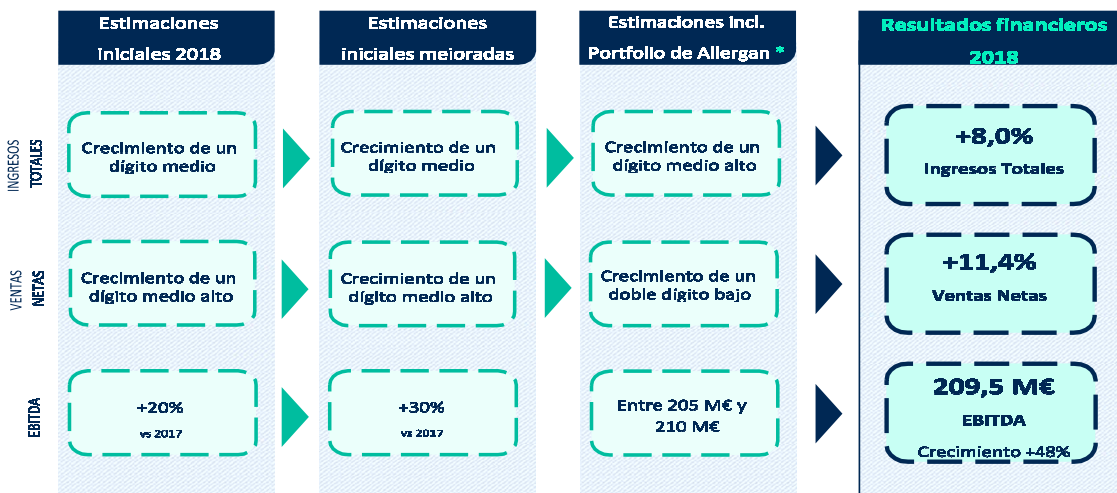 Estimaciones
Iniciales 2018
Estimaciones
iniciales meioradas
Estimaciones incl.
Portfolio de Allergan *
Resultados financieros
2018
INGRESOS
TOTALES
Crecimiento de un
dígito medio
Crecimiento de un
dígito medio
Crecimiento de un
dígito medio alto
+8,0%
Ingresos Totales
VENTAS
NETAS
Crecimiento de un
dígito medio alto
Crecimiento de un
dígito medio alto
Crecimiento de un
doble dígito bajo
+11,4%
Ventas Netas
EBITDA
+20%
vs 2017
+30%
vs 2017
Entre 205 M€ y
210 M€
209,5 M€
EBITDA
Crecimiento +48%